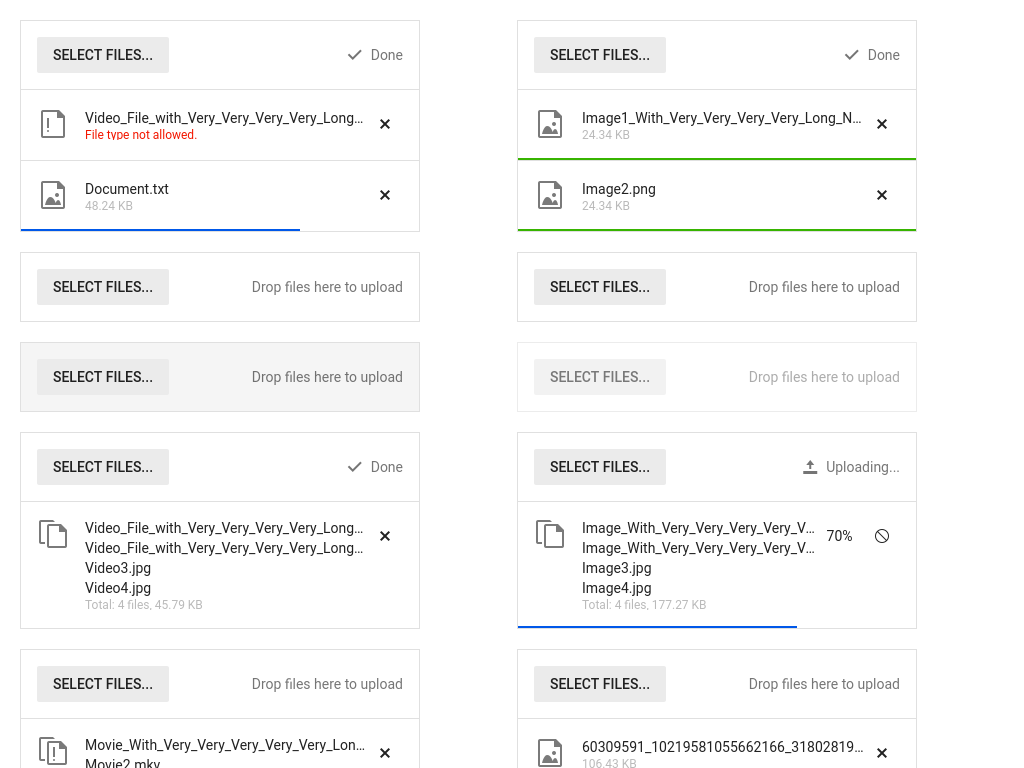 SELECT FILES... Done
Video_File_with_Very_Very_Very_Very_Long...
File type not allowed.
Document.txt
48.24 KB
SELECT FILES... Done
Image1_With_Very_Very_Very_Very_Long_N...
24.34 KB
Image2.png
24.34 KB
SELECT FILES... Drop files here to upload
SELECT FILES... Drop files here to upload
SELECT FILES... Drop files here to upload
SELECT FILES... Drop files here to upload
SELECT FILES... Done
Video_File_with_Very_Very_Very_Very_Long...
Video_File_with_Very_Very_Very_Very_Long...
Video3.jpg
Video4.jpg
Total: 4 files, 45.79 KB
SELECT FILES... Uploading...
Image_With_Very_Very_Very_Very_V... 70%
Image_With_Very_Very_Very_Very_V...
Image3.jpg
Image4.jpg
Total: 4 files, 177.27 KB
SELECT FILES... Drop files here to upload
Movie_With_Very_Very_Very_Very_Very_Lon...
Movie2.mkv
SELECT FILES... Drop files here to upload
60309591_10219581055662166_31802819...
106.43 KB